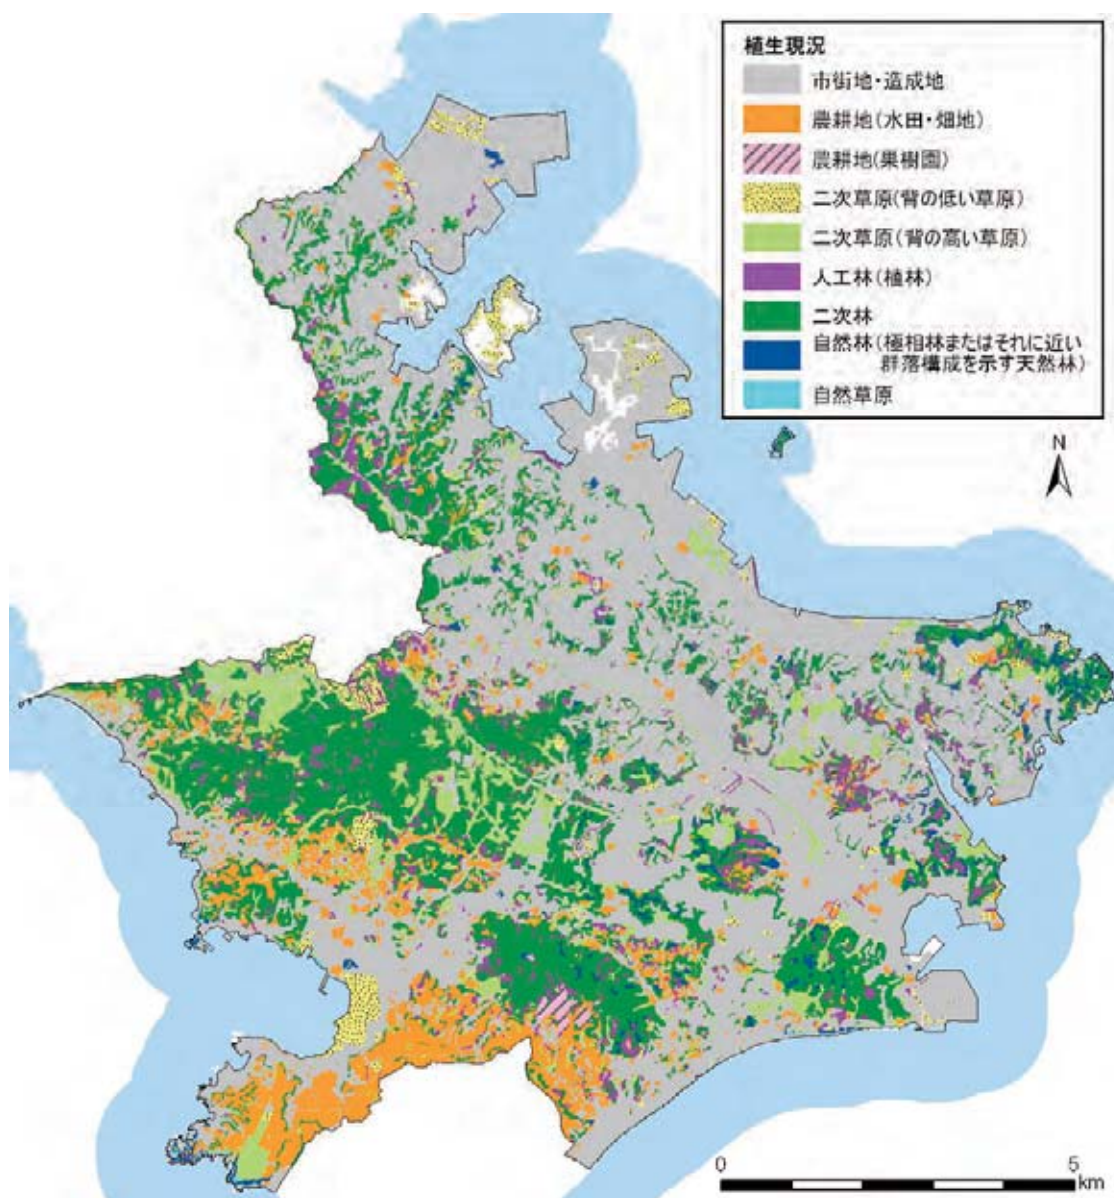 植生現況
市街地・造成地
農耕地(水田・畑地)
農耕地(果樹園)
二次草原(背の低い草原)
二次草原(背の高い草原)
人工林(植林)
二次林
自然林(極相林またはそれに近い
群落構成を示す天然林)
自然草原
N
0 5
km